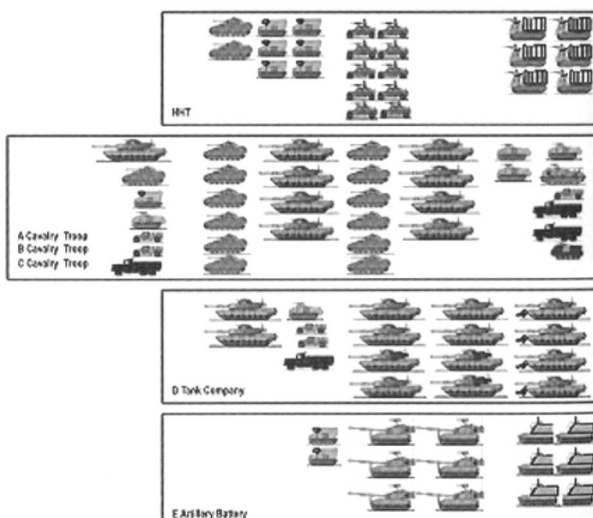 HHT
A Cavalry Troop
B Cavalry Troop
C Cavalry Troop
D Tank Company
E Artillery Battery